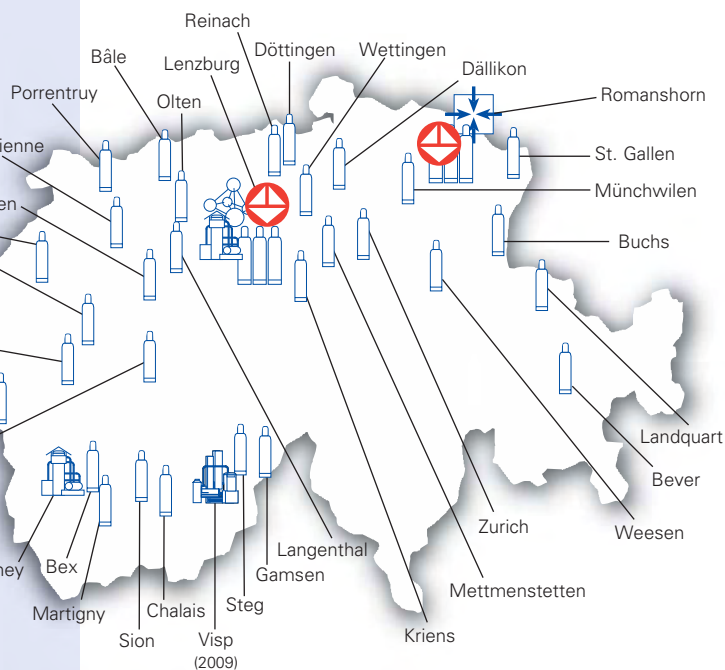 Reinach
Bâle
Döttingen
Wettingen
Lenzburg
Dällikon
Porrentruy
Olten
Romanshorn
ienne
St. Gallen
en
Münchwilen
Buchs
Landquart
Bever
Zurich
Weesen
Langenthal
ney
Bex
Gamsen
Mettmenstetten
Martigny
Chalais
Steg
Sion
Visp
Kriens
(2009)